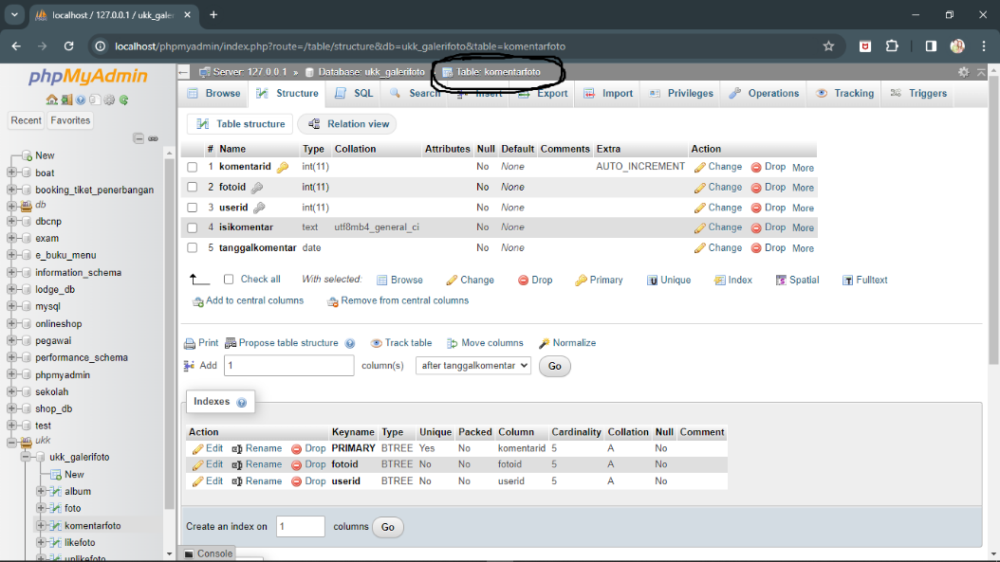 localhost / 127.0.0.1 / ukk_galer
localhost/phpmyadmin/index.php?route=/table/structure&db=ukk_galerifoto&table=komentarfoto
phpMyAdmin
Recent Favorites
New
boat
booking_tiket_penerbangan
db
dbcnp
exam
e_buku_menu
information_schema
lodge_db
mysql
onlineshop
pegawai
performance_schema
phpmyadmin
sekolah
shop_db
test
ukk
ukk_galerifoto
New
album
foto
komentarfoto
likefoto
unlikefoto
Server: 127.0.0.1 » Database: ukk_galerifoto Table: komentarfoto
Browse Structure SQL Search Insert Export Import Privileges Operations Tracking Triggers
Table structure Relation view
# Name Type Collation Attributes Null Default Comments Extra Action
1 komentarid int(11) No None AUTO_INCREMENT Change Drop More
2 fotoid int(11) No None Change Drop More
3 userid int(11) No None Change Drop More
4 isikomentar text utf8mb4_general_ci No None Change Drop More
5 tanggalkomentar date No None Change Drop More
Check all With selected: Browse Change Drop Primary Unique Index Spatial Fulltext
Add to central columns Remove from central columns
Print Propose table structure Track table Move columns Normalize
Add 1 column(s) after tanggalkomentar Go
Indexes
Action Keyname Type Unique Packed Column Cardinality Collation Null Comment
Edit Rename Drop PRIMARY BTREE Yes No komentarid 5 A No
Edit Rename Drop fotoid BTREE No No fotoid 5 A No
Edit Rename Drop userid BTREE No No userid 5 A No
Create an index on 1 columns Go
Console